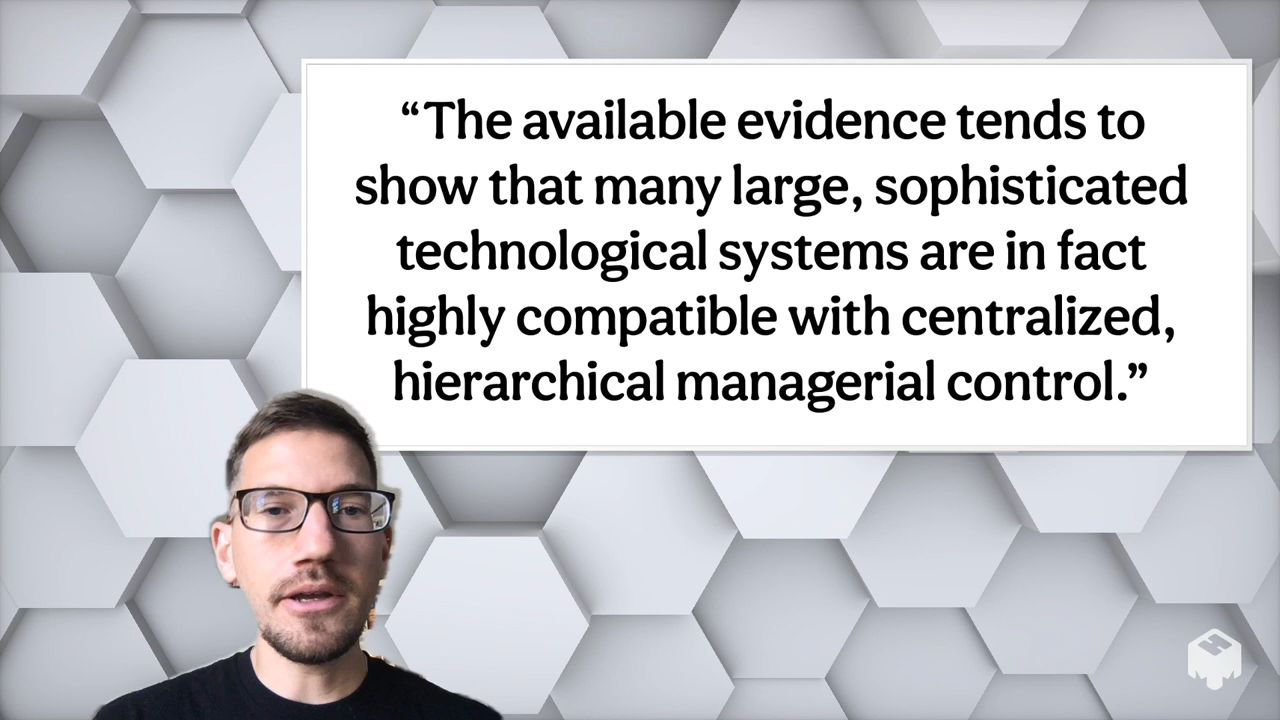 “The available evidence tends to
show that many large, sophisticated
technological systems are in fact
highly compatible with centralized,
hierarchical managerial control.”